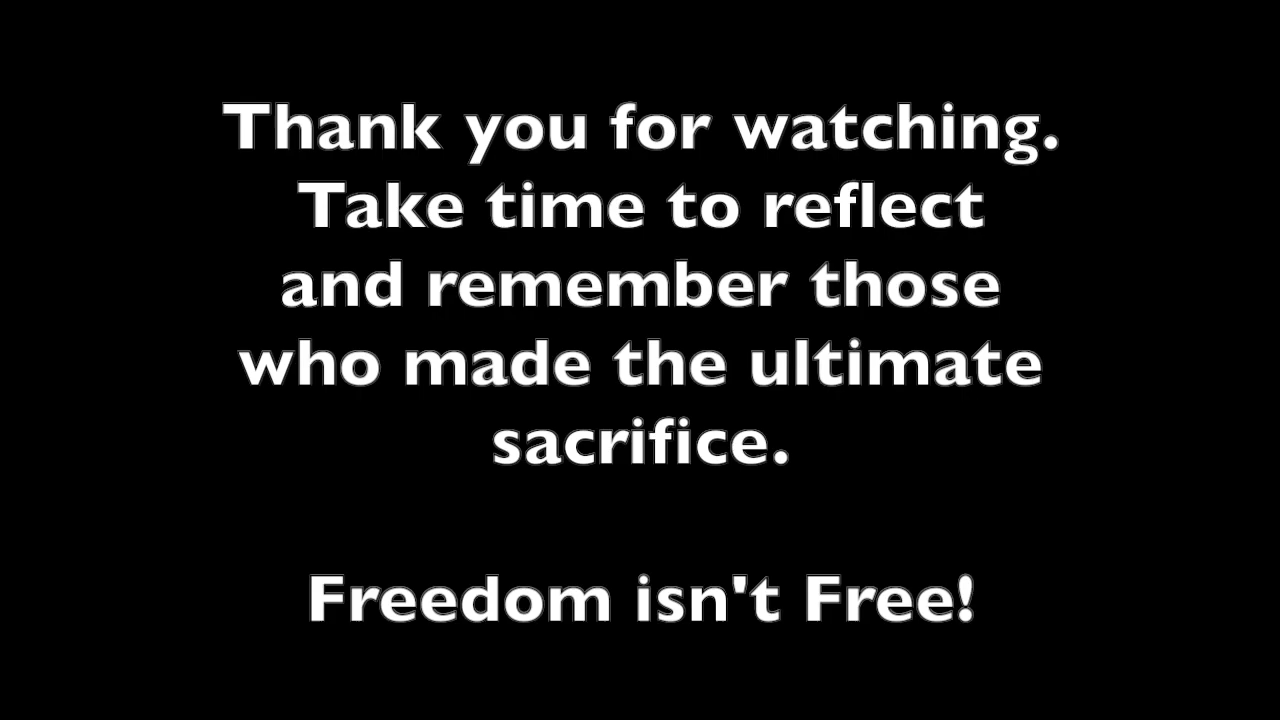 Thank you for watching.
Take time to reflect
and remember those
who made the ultimate
sacrifice.
Freedom isn't Free!